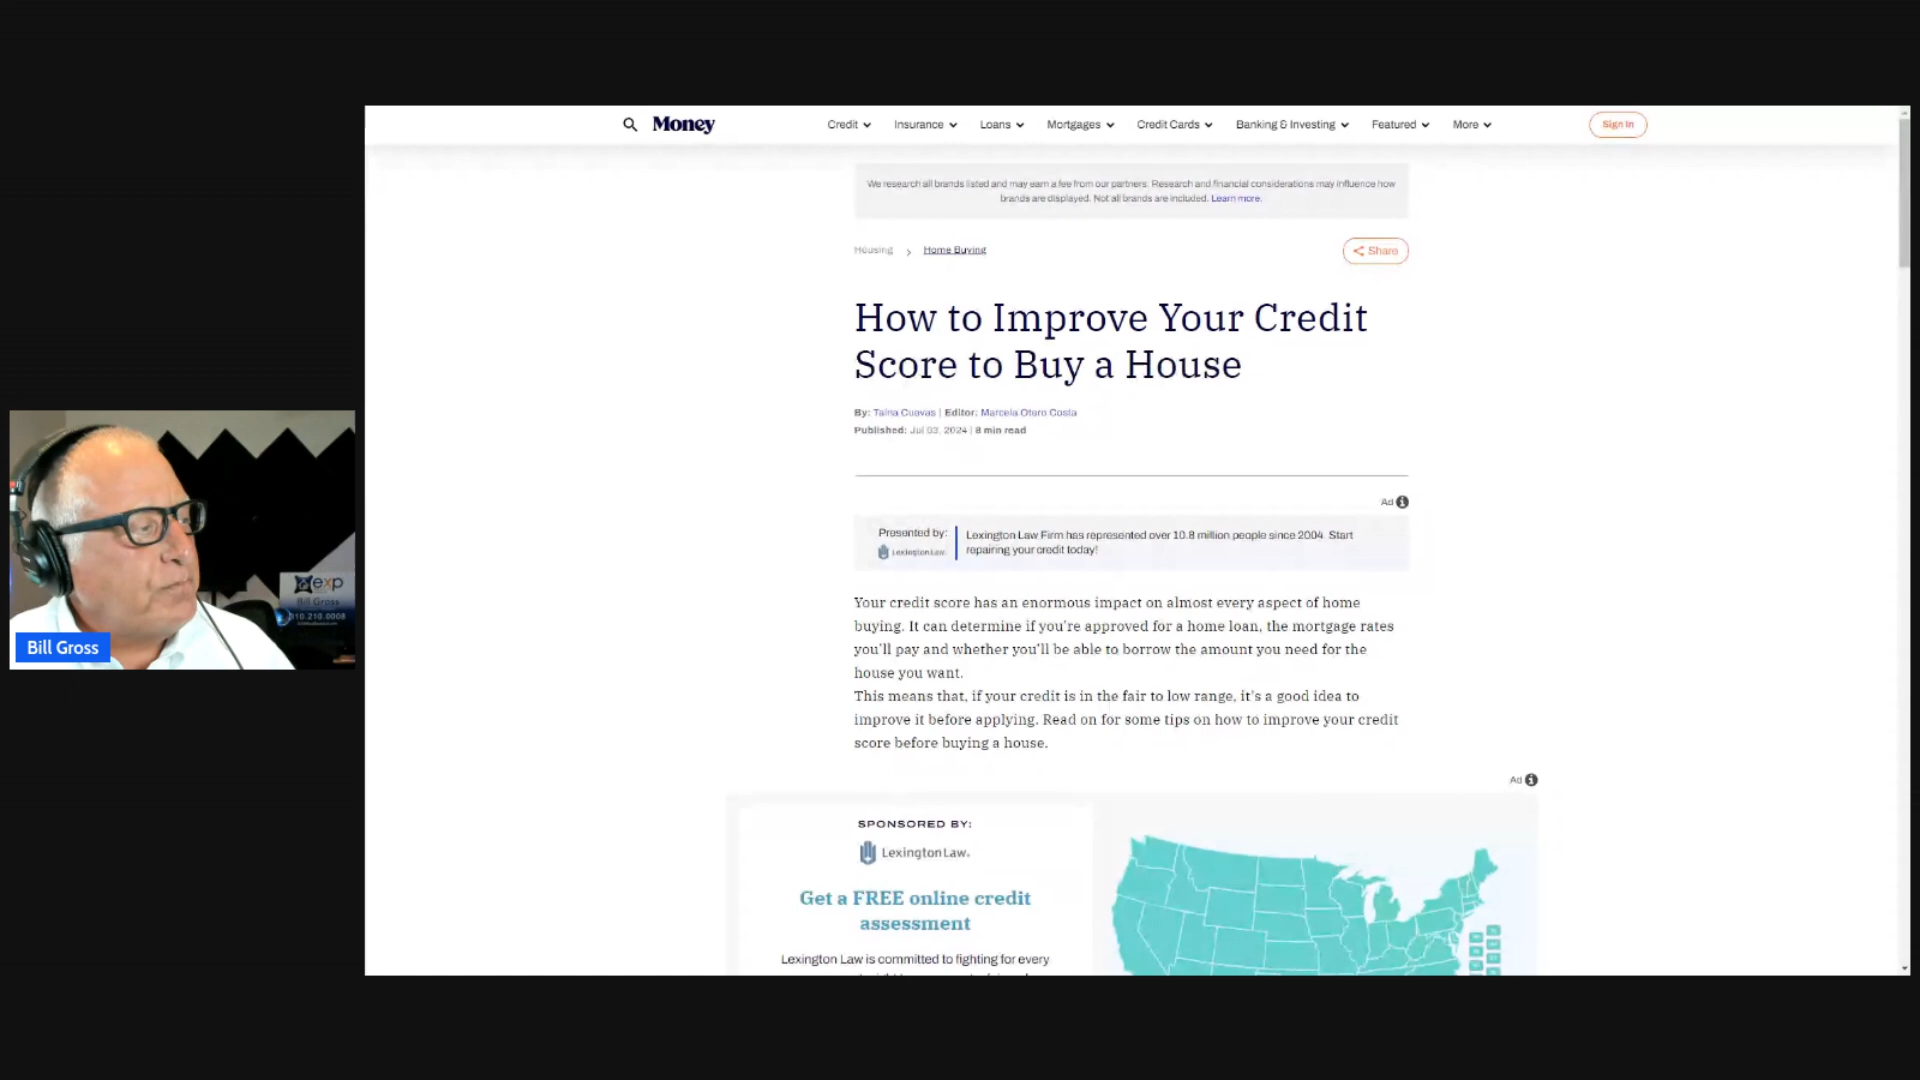 Money
Credit
Insurance
Loans
Mortgages
Credit Cards
Banking & Investing
Featured
More
Sign In
We research all brands listed and may earn a fee from our partners. Research and financial considerations may influence how
brands are displayed. Not all brands are included. Learn more.
Housing
Home Buying
Share
How to Improve Your Credit
Score to Buy a House
By: Taina Cuevas | Editor: Marcela Otero Costa
Published: Jul 03, 2024 | 8 min read
Ad
Presented by:
Lexington Law
Lexington Law Firm has represented over 10.8 million people since 2004. Start
repairing your credit today!
Your credit score has an enormous impact on almost every aspect of home
buying. It can determine if you're approved for a home loan, the mortgage rates
you'll pay and whether you'll be able to borrow the amount you need for the
house you want.
This means that, if your credit is in the fair to low range, it's a good idea to
improve it before applying. Read on for some tips on how to improve your credit
score before buying a house.
Ad
SPONSORED BY:
LexingtonLaw.
Get a FREE online credit
assessment
Lexington Law is committed to fighting for every
exp
Bill Gross
310.210.0008
Bill Gross